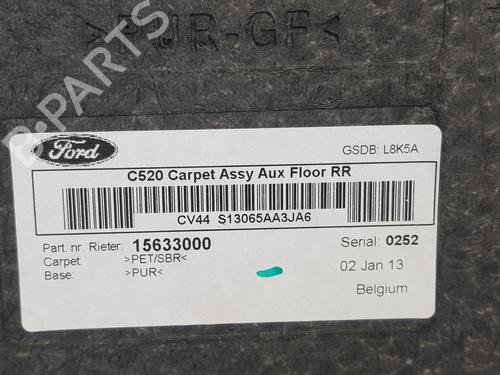 >PUR-GF<
B-PARTS
Ford
GSDB: L8K5A
C520 Carpet Assy Aux Floor RR
CV44 S13065AA3JA6
Part. nr. Rieter: 15633000
Serial: 0252
Carpet: >PET/SBR<
02 Jan 13
Base: >PUR<
Belgium